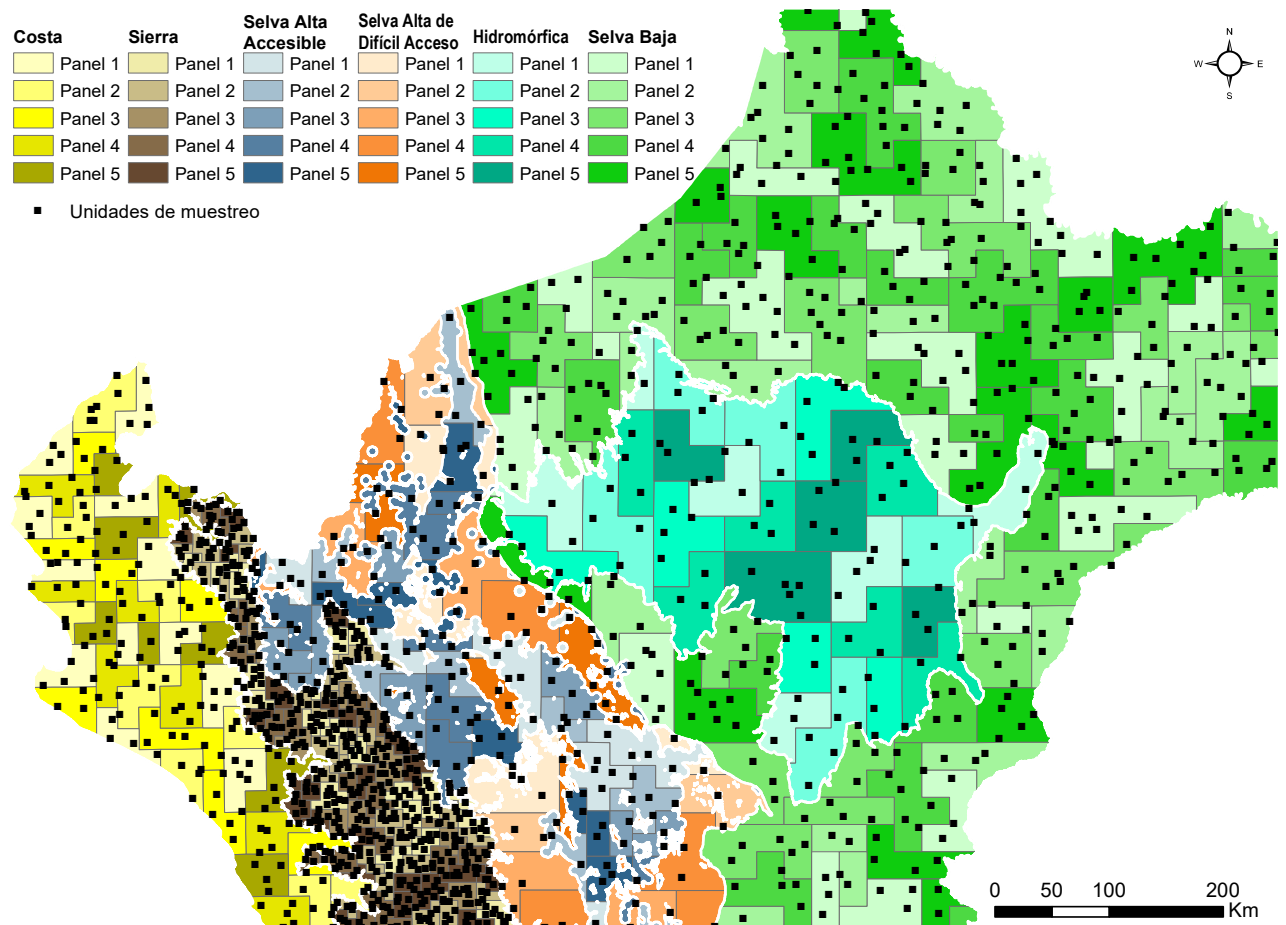 Costa
Panel 1
Panel 2
Panel 3
Panel 4
Panel 5
Sierra
Panel 1
Panel 2
Panel 3
Panel 4
Panel 5
Selva Alta
Accesible
Panel 1
Panel 2
Panel 3
Panel 4
Panel 5
Selva Alta de
Difícil Acceso
Panel 1
Panel 2
Panel 3
Panel 4
Panel 5
Hidromórfica
Panel 1
Panel 2
Panel 3
Panel 4
Panel 5
Selva Baja
Panel 1
Panel 2
Panel 3
Panel 4
Panel 5
Unidades de muestreo
N
W E
S
0 50 100 200
Km